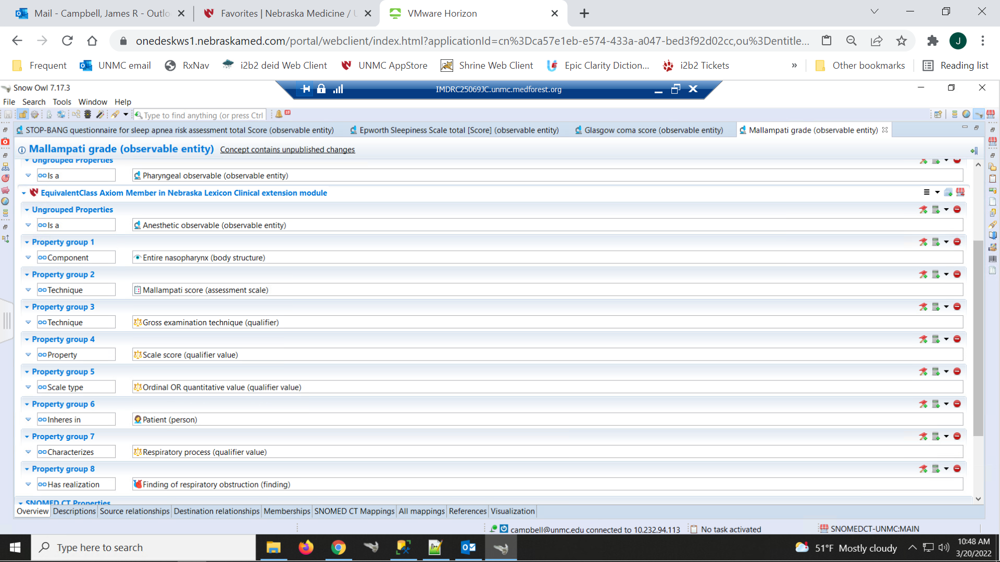 Mail - Campbell, James R - Outlo
Favorites | Nebraska Medicine / U
VMware Horizon
onedeskws1.nebraskamed.com/portal/webclient/index.html?applicationId=cn%3Dca57e1eb-e574-433a-a047-bed3f92d02cc,ou%3Dentitle...
J
Frequent
UNMC email
RxNav
i2b2 deid Web Client
UNMC AppStore
Shrine Web Client
Epic Clarity Diction...
i2b2 Tickets
»
Other bookmarks
Reading list
Snow Owl 7.17.3
IMDRC25069JC.unmc.medforest.org
File Search Tools Window Help
Type to find anything (or press Ctrl
STOP-BANG questionnaire for sleep apnea risk assessment total Score (observable entity)
Epworth Sleepiness Scale total [Score] (observable entity)
Glasgow coma score (observable entity)
Mallampati grade (observable entity)
Mallampati grade (observable entity) Concept contains unpublished changes
Ungrouped Properties
Is a Pharyngeal observable (observable entity)
EquivalentClass Axiom Member in Nebraska Lexicon Clinical extension module
Ungrouped Properties
Is a Anesthetic observable (observable entity)
Property group 1
Component Entire nasopharynx (body structure)
Property group 2
Technique Mallampati score (assessment scale)
Property group 3
Technique Gross examination technique (qualifier)
Property group 4
Property Scale score (qualifier value)
Property group 5
Scale type Ordinal OR quantitative value (qualifier value)
Property group 6
Inheres in Patient (person)
Property group 7
Characterizes Respiratory process (qualifier value)
Property group 8
Has realization Finding of respiratory obstruction (finding)
SNOMED CT Properties
Overview Descriptions Source relationships Destination relationships Memberships SNOMED CT Mappings All mappings References Visualization
campbell@unmc.edu connected to 10.232.94.113
No task activated
SNOMEDCT-UNMC:MAIN
Type here to search
51°F Mostly cloudy
10:48 AM
3/20/2022